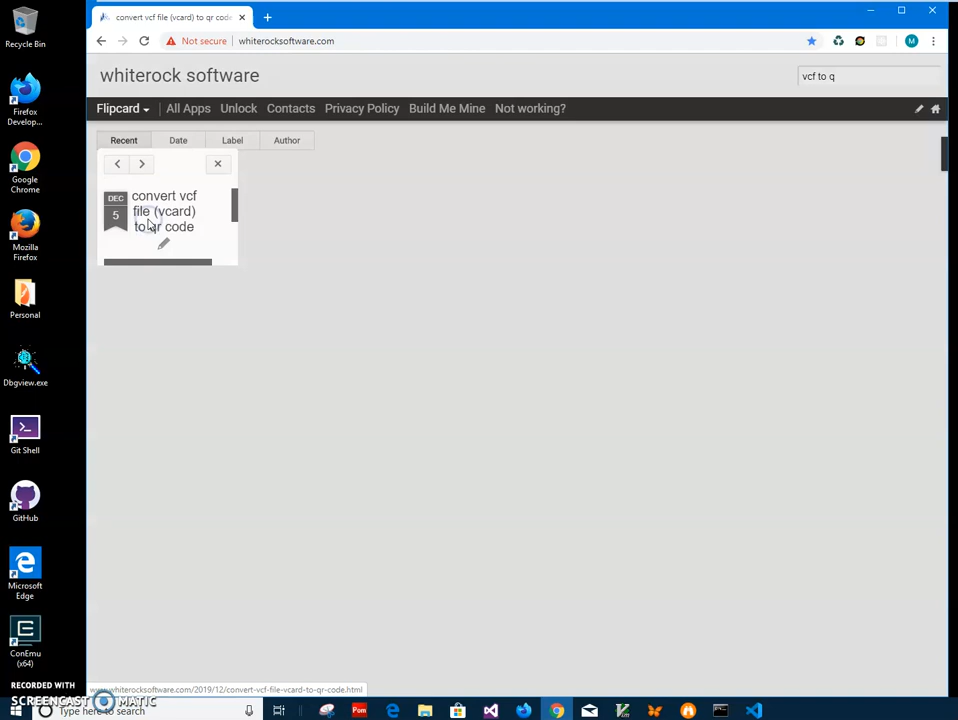 Recycle Bin
convert vcf file (vcard) to qr code
Not secure
whiterocksoftware.com
M
whiterock software
vcf to q
Flipcard
All Apps
Unlock
Contacts
Privacy Policy
Build Me Mine
Not working?
Recent
Date
Label
Author
DEC
5
convert vcf
file (vcard)
to qr code
Firefox
Develop...
Google
Chrome
Mozilla
Firefox
Personal
Dbgview.exe
Git Shell
GitHub
Microsoft
Edge
ConEmu
(x64)
www.whiterocksoftware.com/2019/12/convert-vcf-file-vcard-to-qr-code.html
RECORDED WITH
SCREENCAST MATIC
Type here to search
Pom